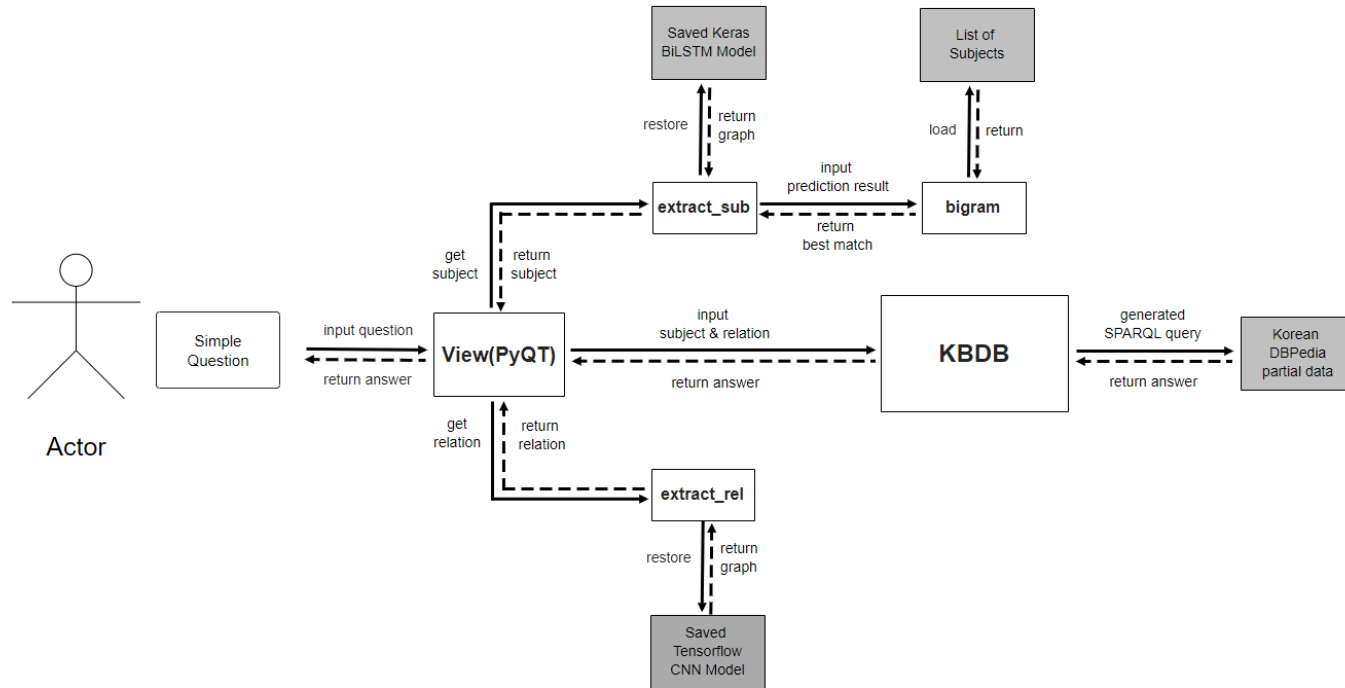 Saved Keras
BiLSTM Model
List of
Subjects
restore
return
graph
load
return
input
prediction result
extract_sub
bigram
return
best match
get
subject
return
subject
Simple
Question
input question
return answer
View(PyQT)
input
subject & relation
return answer
KBDB
generated
SPARQL query
return answer
Korean
DBPedia
partial data
Actor
get
relation
return
relation
extract_rel
restore
return
graph
Saved
Tensorflow
CNN Model